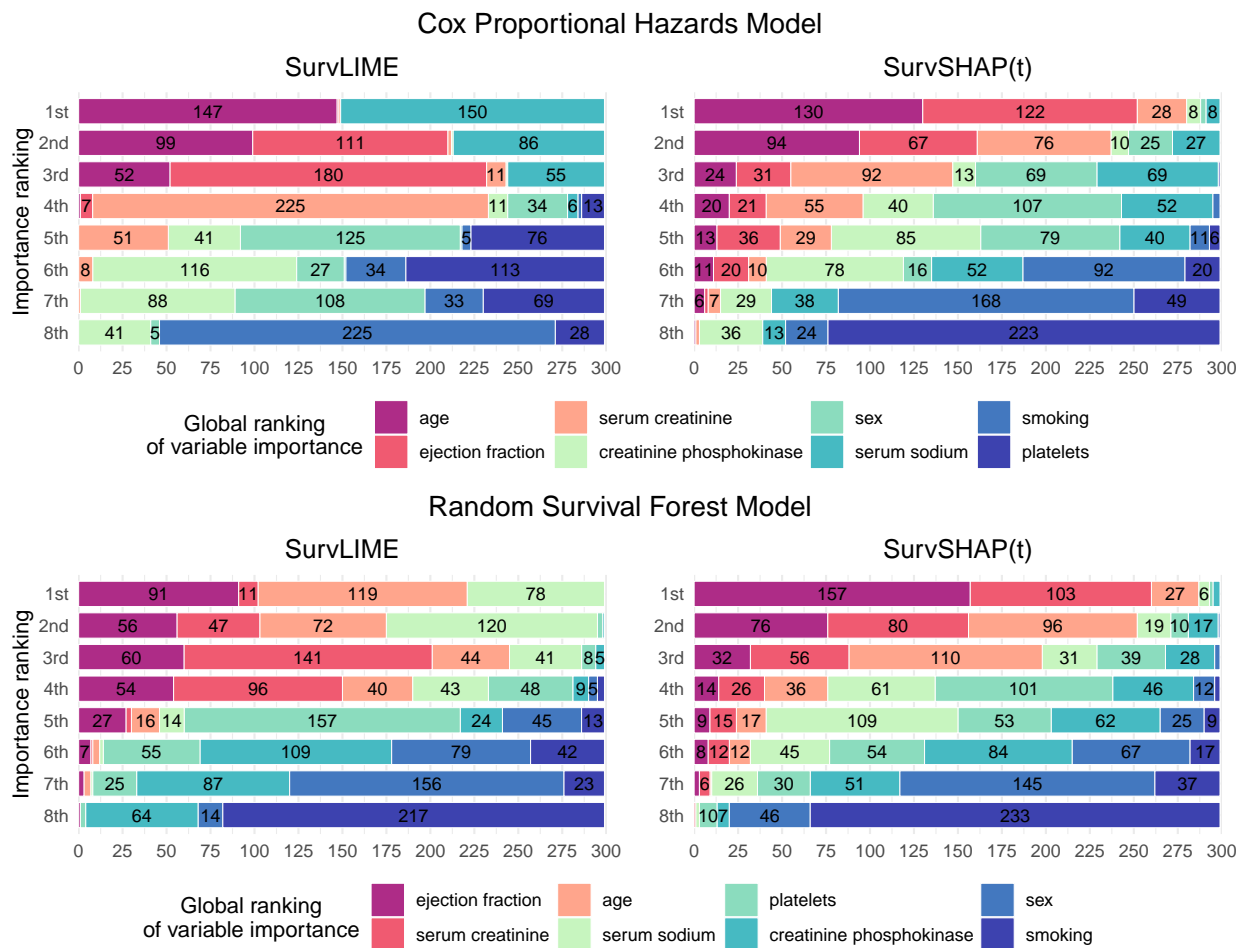 Cox Proportional Hazards Model
SurvLIME
SurvSHAP(t)
Importance ranking
1st 147 150
2nd 99 111 86
3rd 52 180 11 55
4th 7 225 11 34 6 13
5th 51 41 125 5 76
6th 8 116 27 34 113
7th 88 108 33 69
8th 41 5 225 28
0 25 50 75 100 125 150 175 200 225 250 275 300
130 122 28 8 8
94 67 76 10 25 27
24 31 92 13 69 69
20 21 55 40 107 52
13 36 29 85 79 40 11 6
11 20 10 78 16 52 92 20
6 7 29 38 168 49
36 13 24 223
0 25 50 75 100 125 150 175 200 225 250 275 300
Global ranking
of variable importance
age serum creatinine sex smoking
ejection fraction creatinine phosphokinase serum sodium platelets
Random Survival Forest Model
SurvLIME
SurvSHAP(t)
Importance ranking
1st 91 11 119 78
2nd 56 47 72 120
3rd 60 141 44 41 8 5
4th 54 96 40 43 48 9 5
5th 27 16 14 157 24 45 13
6th 7 55 109 79 42
7th 25 87 156 23
8th 64 14 217
0 25 50 75 100 125 150 175 200 225 250 275 300
157 103 27 6
76 80 96 19 10 17
32 56 110 31 39 28
14 26 36 61 101 46 12
9 15 17 109 53 62 25 9
8 12 12 45 54 84 67 17
6 26 30 51 145 37
10 7 46 233
0 25 50 75 100 125 150 175 200 225 250 275 300
Global ranking
of variable importance
ejection fraction age platelets sex
serum creatinine serum sodium creatinine phosphokinase smoking